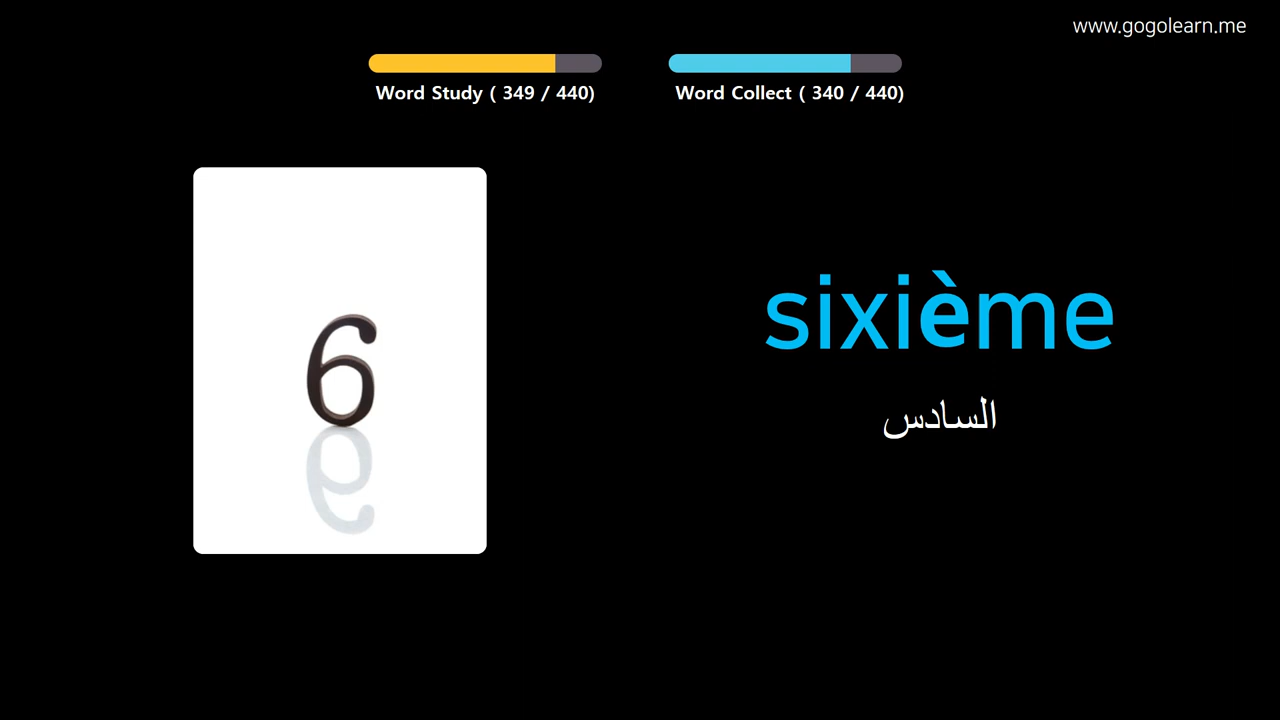 www.gogolearn.me
Word Study ( 349 / 440)
Word Collect ( 340 / 440)
6
sixième
السادس